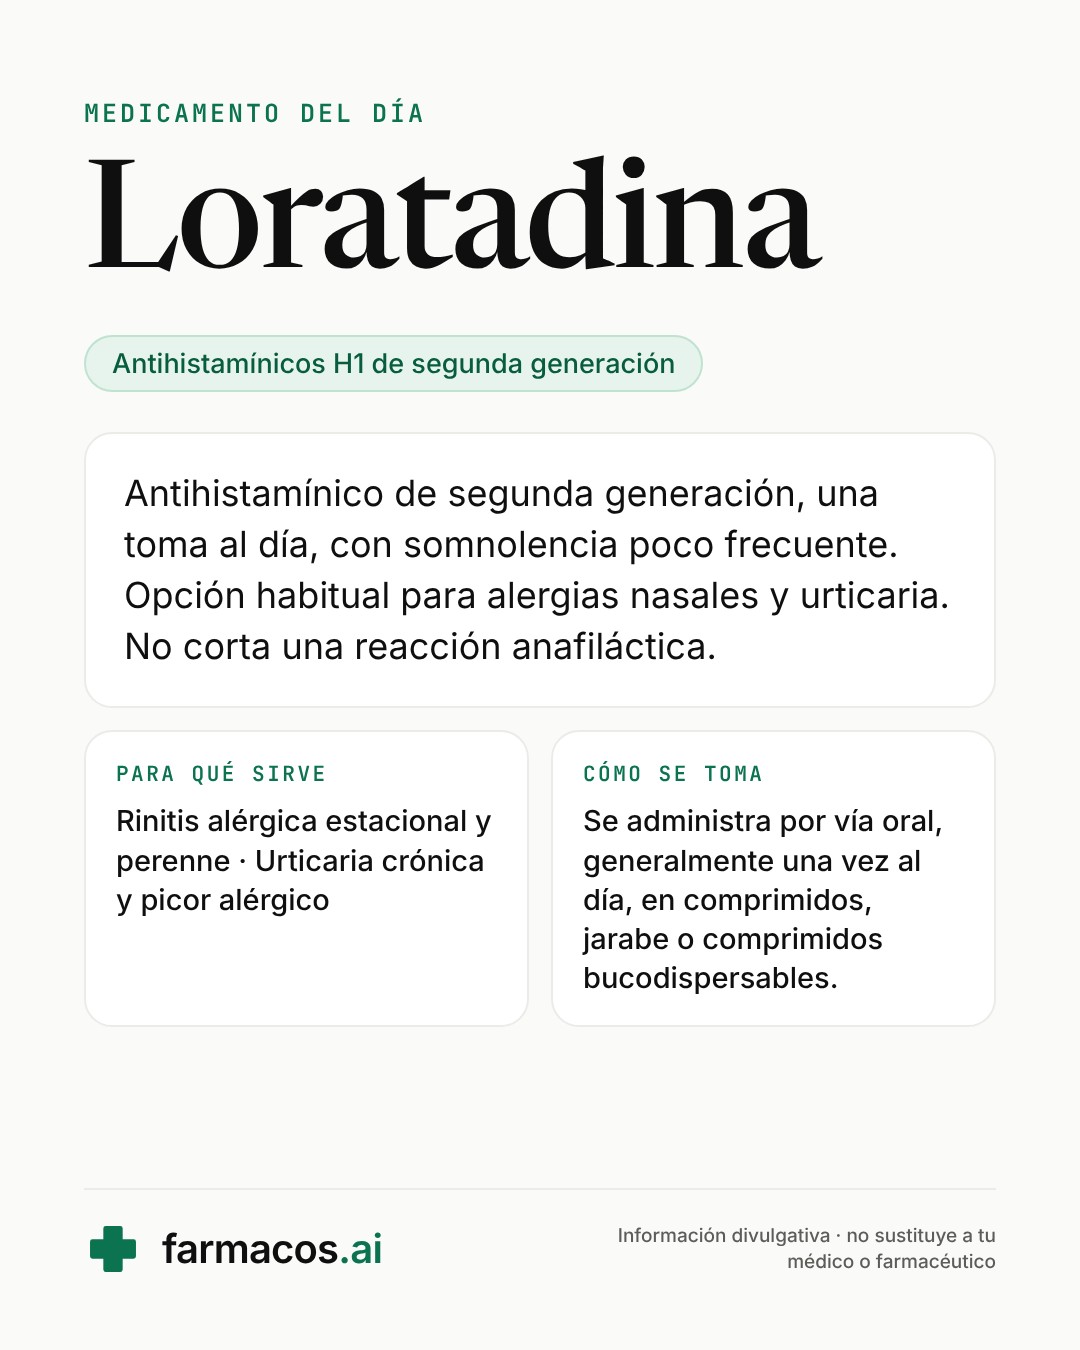 MEDICAMENTO DEL DÍA
Loratadina
Antihistamínicos H1 de segunda generación
Antihistamínico de segunda generación, una
toma al día, con somnolencia poco frecuente.
Opción habitual para alergias nasales y urticaria.
No corta una reacción anafiláctica.
PARA QUÉ SIRVE
Rinitis alérgica estacional y
perenne · Urticaria crónica
y picor alérgico
CÓMO SE TOMA
Se administra por vía oral,
generalmente una vez al
día, en comprimidos,
jarabe o comprimidos
bucodispersables.
farmacos.ai
Información divulgativa · no sustituye a tu
médico o farmacéutico